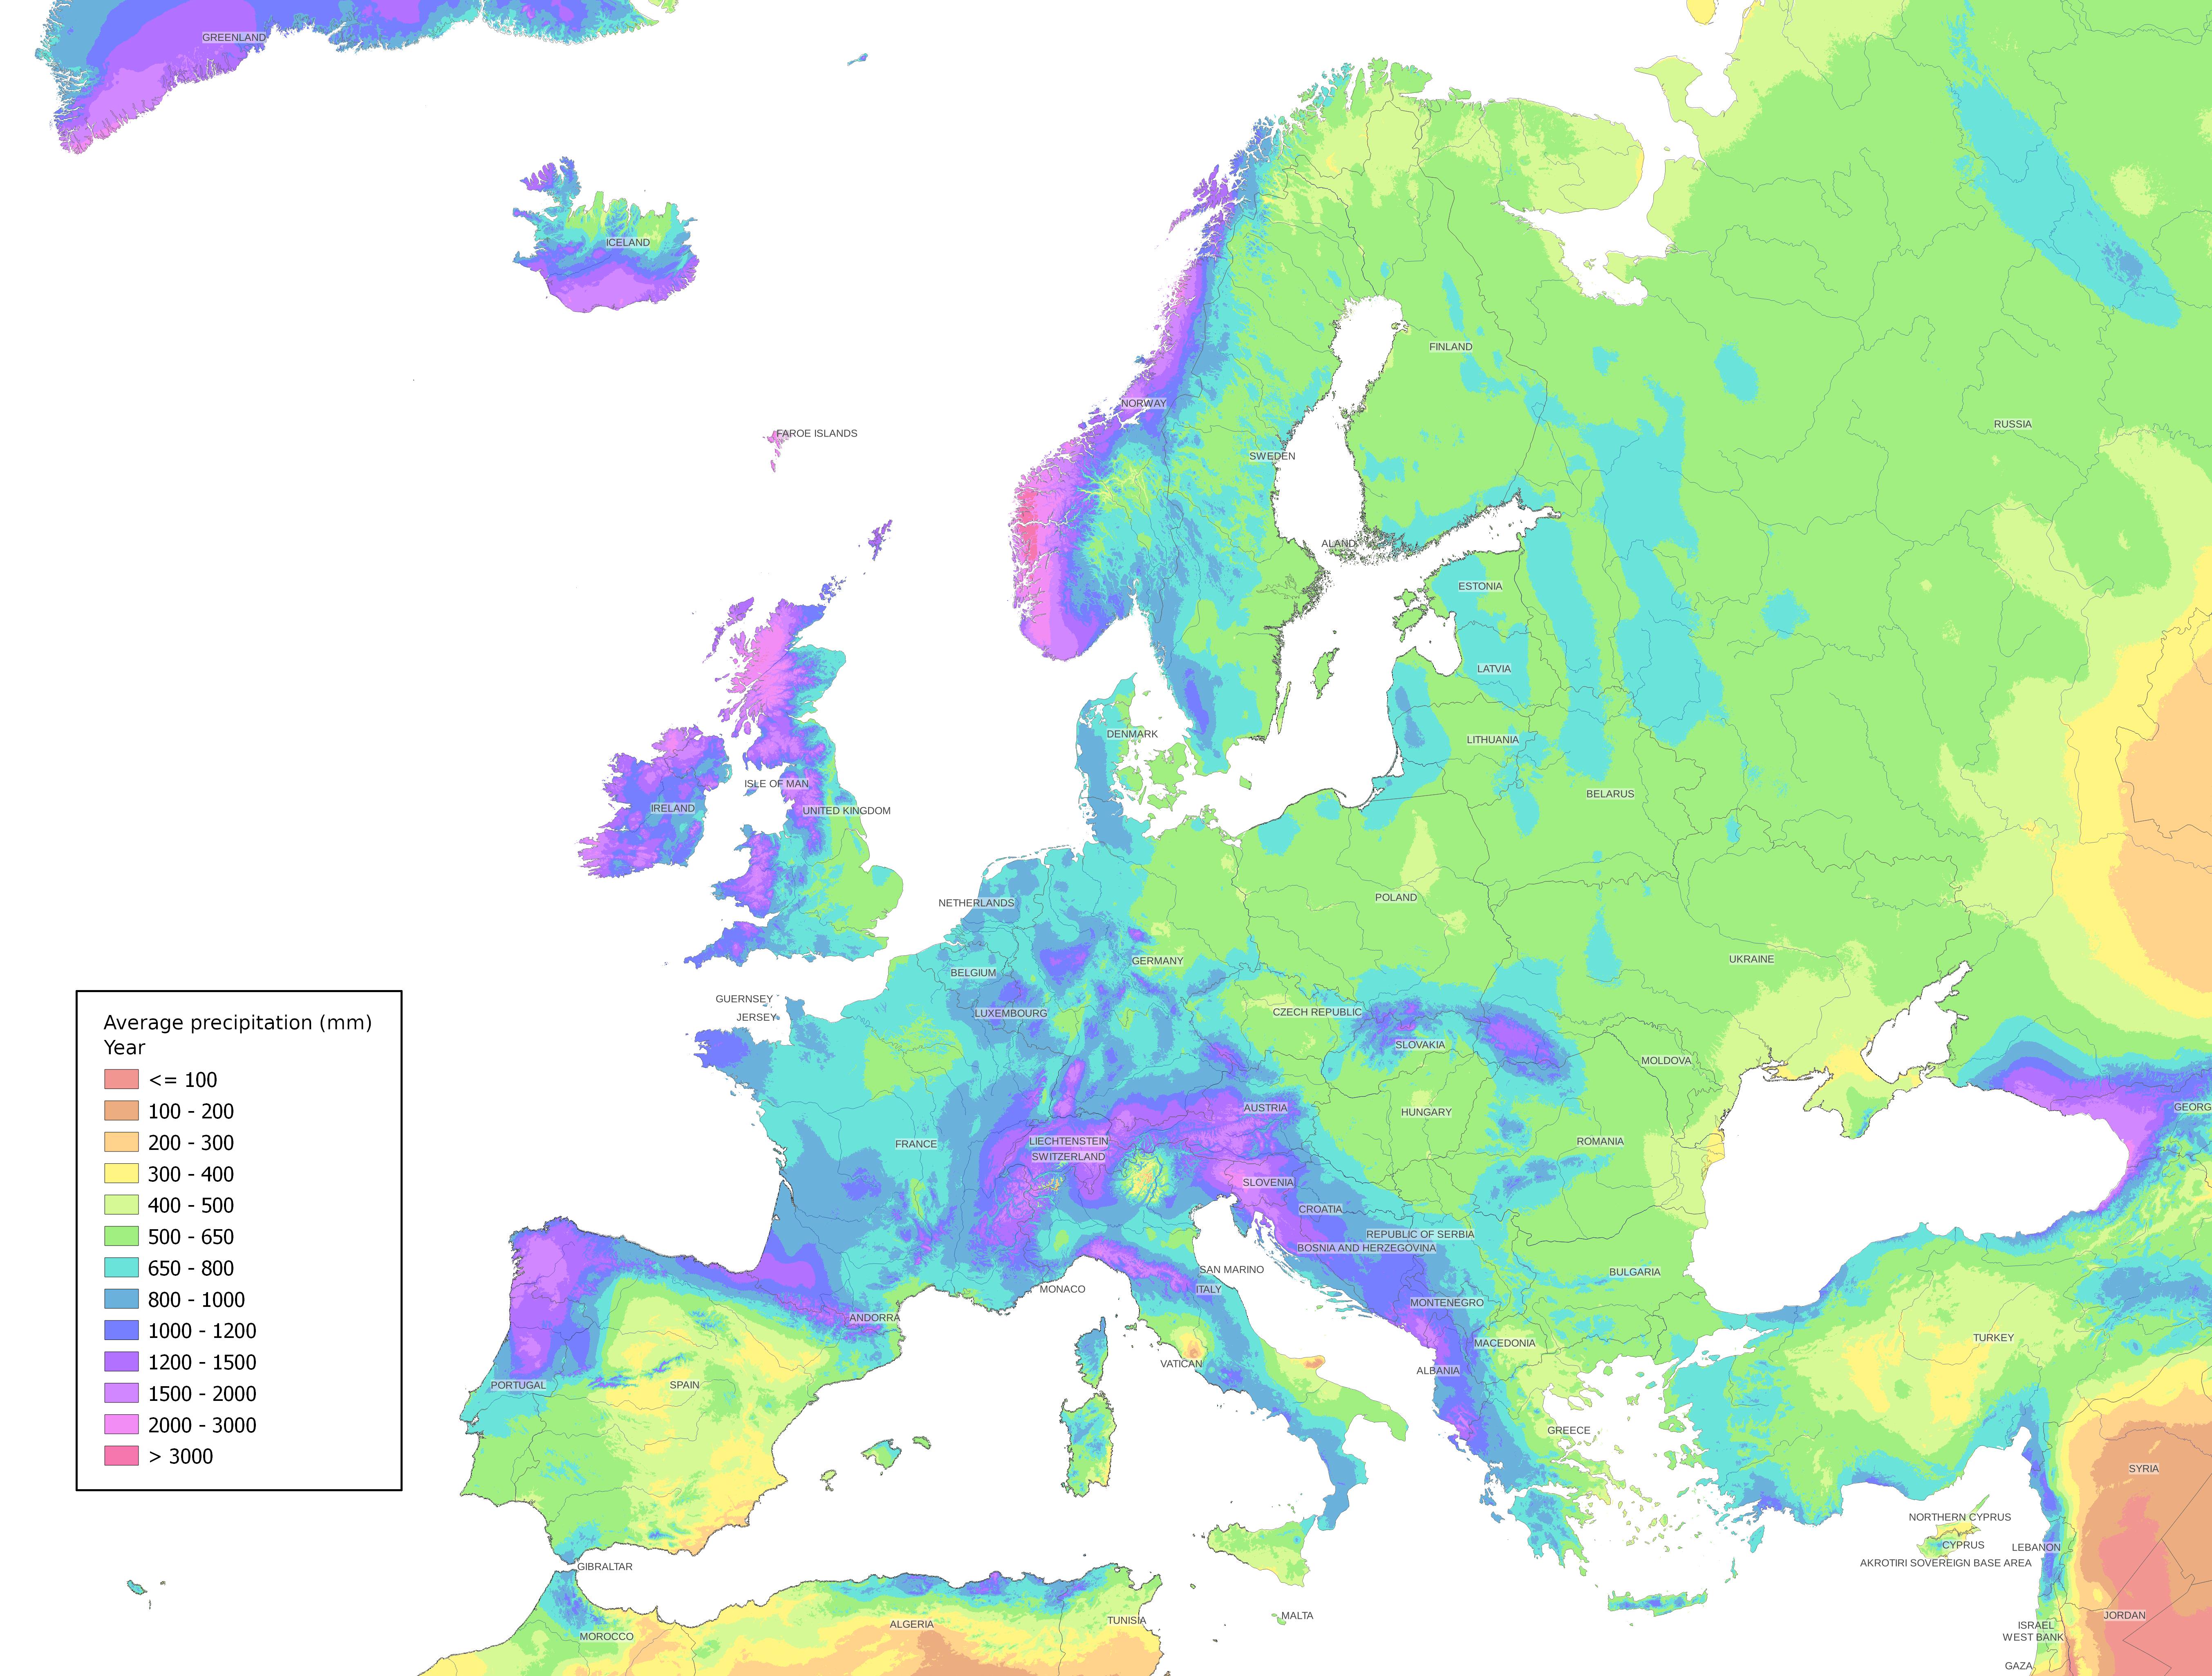 GREENLAND
ICELAND
FINLAND
NORWAY
RUSSIA
FAROE ISLANDS
SWEDEN
ALAND
ESTONIA
LATVIA
DENMARK
LITHUANIA
ISLE OF MAN
BELARUS
IRELAND
UNITED KINGDOM
POLAND
NETHERLANDS
UKRAINE
GERMANY
BELGIUM
GUERNSEY
LUXEMBOURG
CZECH REPUBLIC
JERSEY
SLOVAKIA
MOLDOVA
AUSTRIA
GEORG
HUNGARY
LIECHTENSTEIN
ROMANIA
FRANCE
SWITZERLAND
SLOVENIA
CROATIA
REPUBLIC OF SERBIA
BOSNIA AND HERZEGOVINA
SAN MARINO
BULGARIA
MONACO
ITALY
MONTENEGRO
ANDORRA
TURKEY
MACEDONIA
VATICAN
ALBANIA
PORTUGAL
SPAIN
GREECE
SYRIA
NORTHERN CYPRUS
CYPRUS
LEBANON
AKROTIRI SOVEREIGN BASE AREA
GIBRALTAR
MALTA
JORDAN
TUNISIA
ALGERIA
ISRAEL
MOROCCO
WEST BANK
GAZA
Average precipitation (mm)
Year
<= 100
100 - 200
200 - 300
300 - 400
400 - 500
500 - 650
650 - 800
800 - 1000
1000 - 1200
1200 - 1500
1500 - 2000
2000 - 3000
> 3000